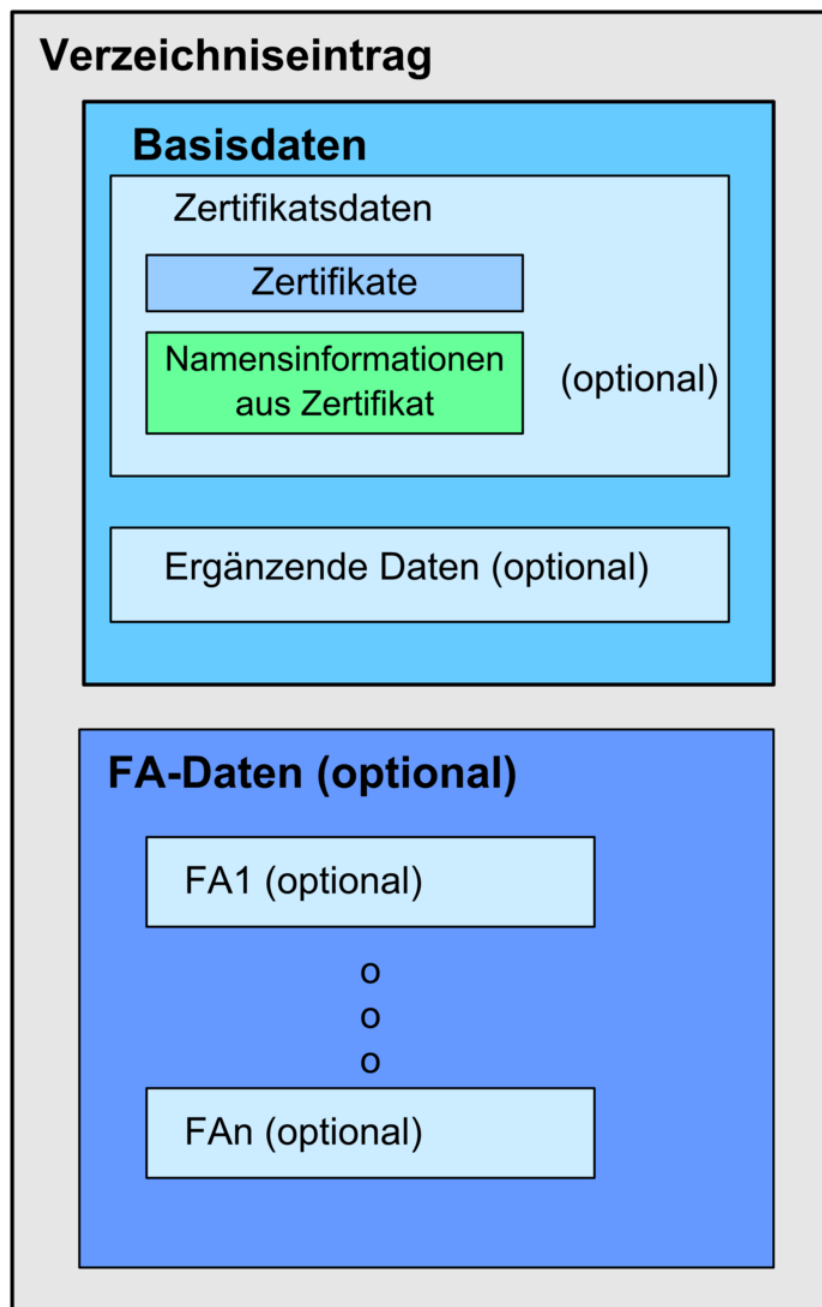 Verzeichniseintrag
Basisdaten
Zertifikatsdaten
Zertifikate
Namensinformationen
aus Zertifikat
(optional)
Ergänzende Daten (optional)
FA-Daten (optional)
FA1 (optional)
o
o
o
FAn (optional)